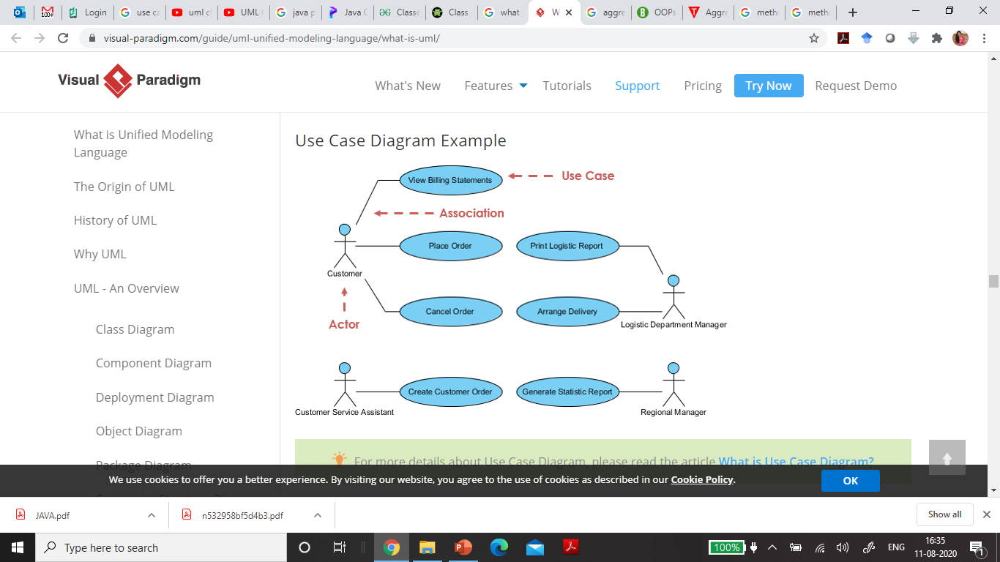 Login
use ca
uml cl
UML
java p
Java C
Classe
Class
what
W
aggre
OOPs
Aggre
meth
meth
visual-paradigm.com/guide/uml-unified-modeling-language/what-is-uml/
Visual Paradigm
What's New
Features
Tutorials
Support
Pricing
Try Now
Request Demo
What is Unified Modeling
Language
The Origin of UML
History of UML
Why UML
UML - An Overview
Class Diagram
Component Diagram
Deployment Diagram
Object Diagram
Package Diagram
Use Case Diagram Example
View Billing Statements
Use Case
Association
Place Order
Print Logistic Report
Customer
Cancel Order
Arrange Delivery
Actor
Logistic Department Manager
Create Customer Order
Generate Statistic Report
Customer Service Assistant
Regional Manager
For more details about Use Case Diagram, please read the article What is Use Case Diagram?
We use cookies to offer you a better experience. By visiting our website, you agree to the use of cookies as described in our Cookie Policy.
OK
JAVA.pdf
n532958bf5d4b3.pdf
Show all
Type here to search
100%
ENG
16:35
11-08-2020
1